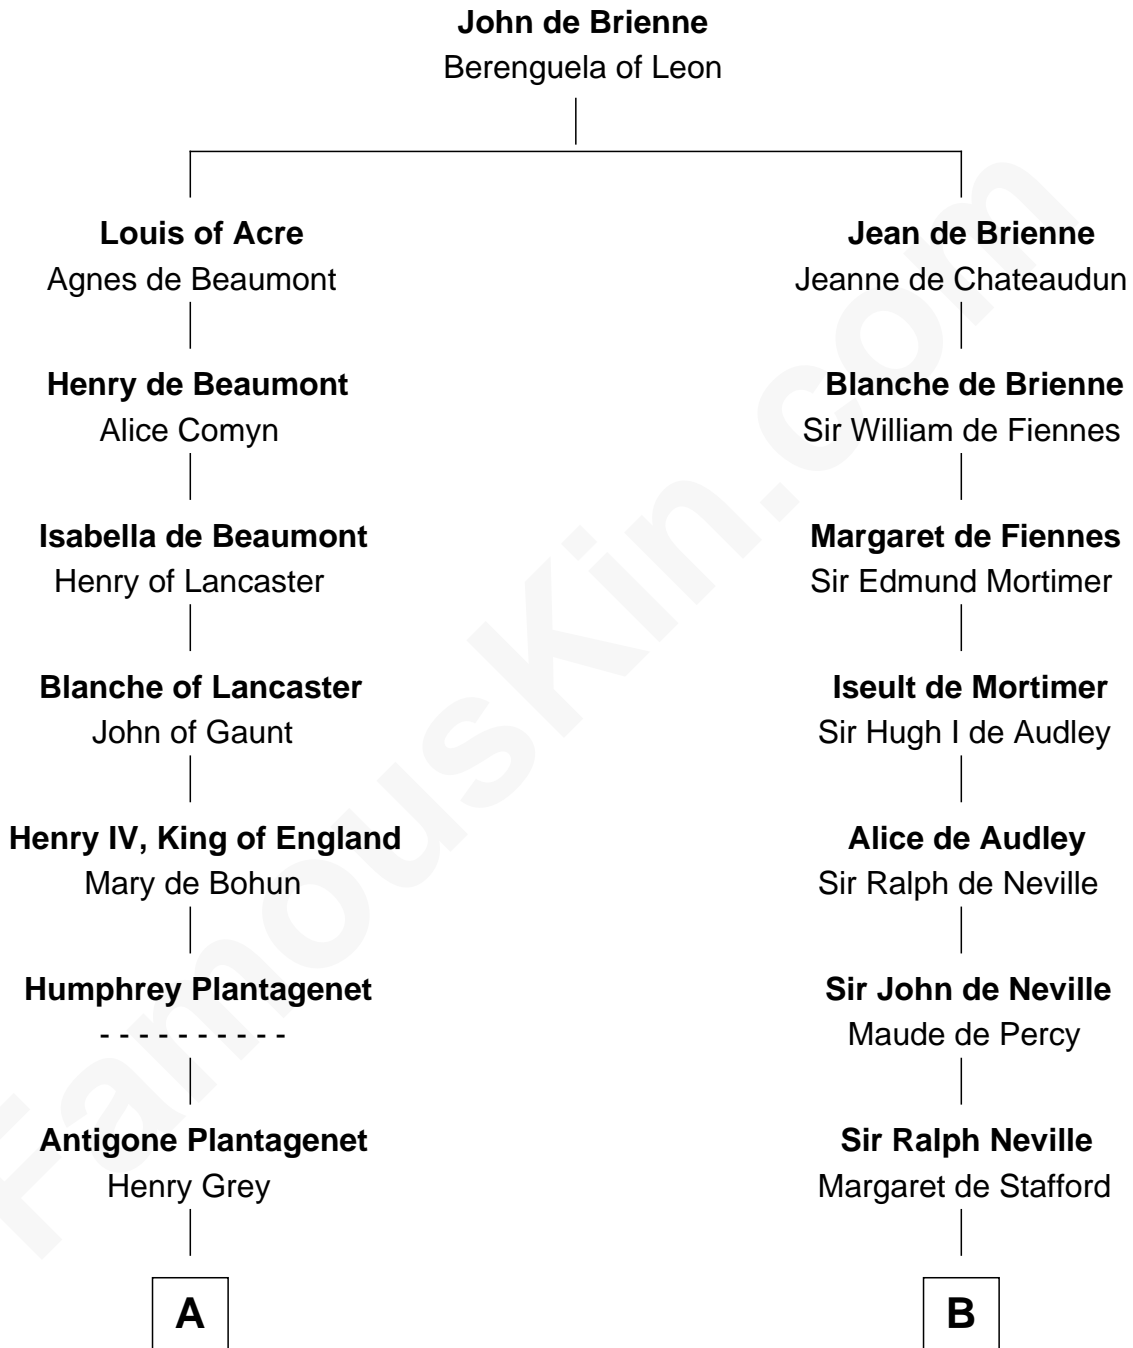 John de Brienne
Berenguela of Leon
Louis of Acre
Agnes de Beaumont
Jean de Brienne
Jeanne de Chateaudun
Henry de Beaumont
Alice Comyn
Blanche de Brienne
Sir William de Fiennes
Isabella de Beaumont
Henry of Lancaster
Margaret de Fiennes
Sir Edmund Mortimer
Blanche of Lancaster
John of Gaunt
Iseult de Mortimer
Sir Hugh I de Audley
Henry IV, King of England
Mary de Bohun
Alice de Audley
Sir Ralph de Neville
Humphrey Plantagenet
- - - - - - - - - -
Sir John de Neville
Maude de Percy
Antigone Plantagenet
Henry Grey
Sir Ralph Neville
Margaret de Stafford
A
B
FamousKin.com